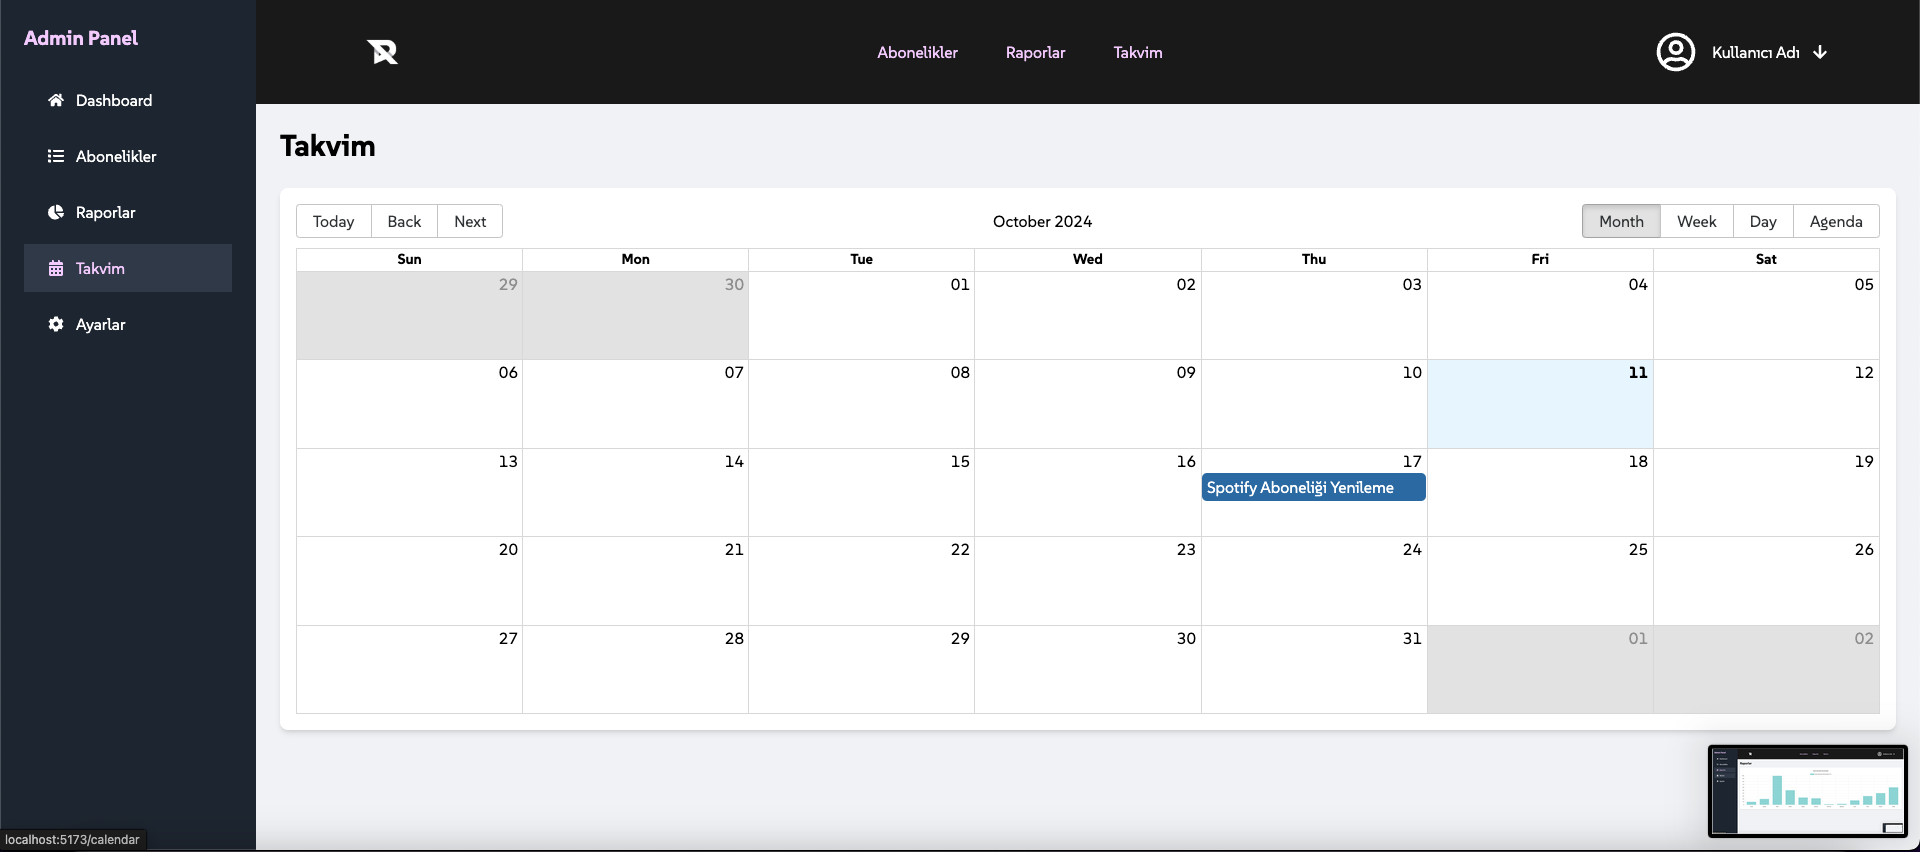 Admin Panel
Dashboard
Abonelikler
Raporlar
Takvim
Ayarlar
Abonelikler Raporlar Takvim
Kullanıcı Adı
Takvim
Today Back Next
October 2024
Month Week Day Agenda
Sun Mon Tue Wed Thu Fri Sat
29 30 01 02 03 04 05
06 07 08 09 10 11 12
13 14 15 16 17 18 19
Spotify Aboneliği Yenileme
20 21 22 23 24 25 26
27 28 29 30 31 01 02
localhost:5173/calendar